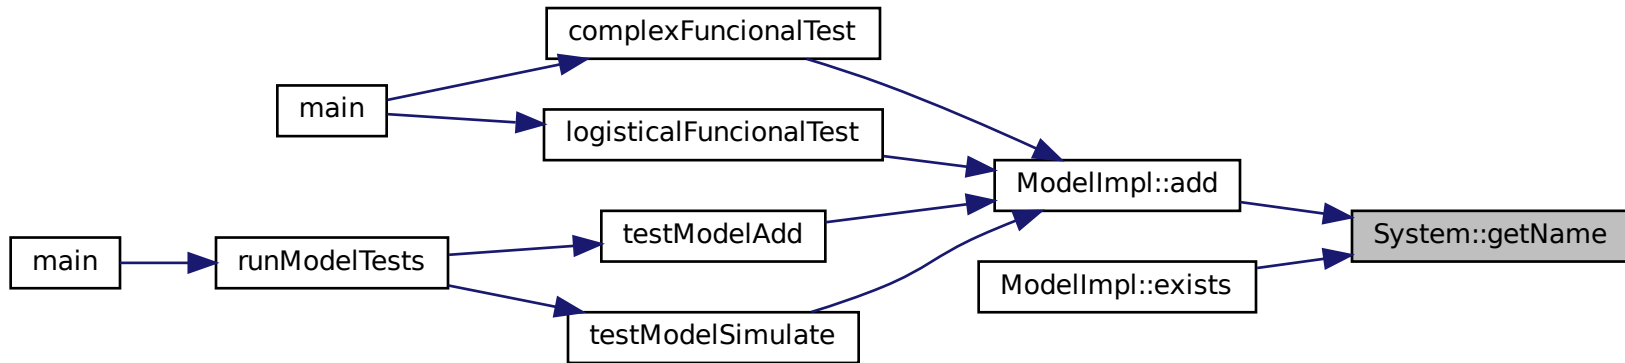 complexFuncionalTest
main
logisticalFuncionalTest
ModelImpl::add
testModelAdd
System::getName
main
runModelTests
ModelImpl::exists
testModelSimulate